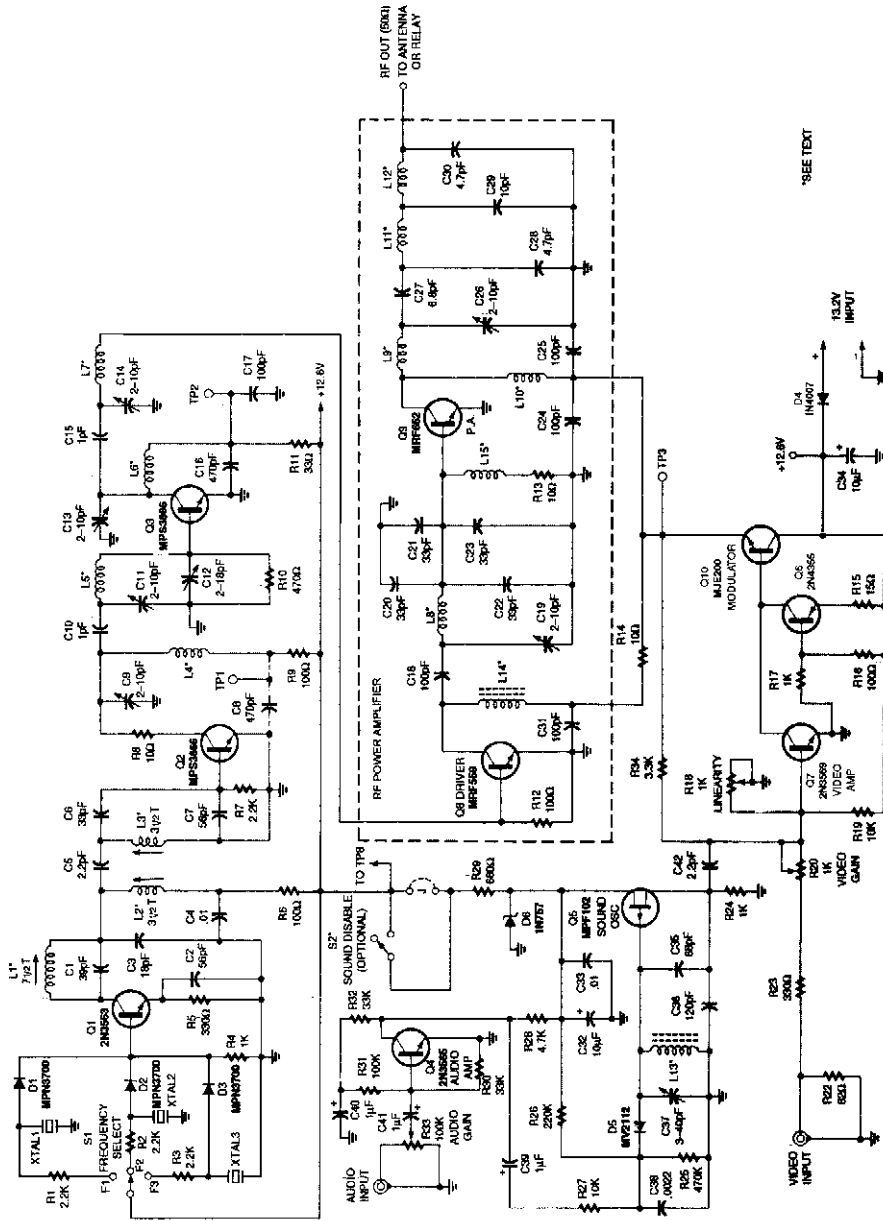 L1*
7 1/2 T
C1
39pF
C3
18pF
Q1
2N3563
C2
56pF
R5
330Ω
R4
1K
D1
MPN3700
XTAL1
S1
FREQUENCY
SELECT
R1
2.2K
F1
F2
F3
R2
2.2K
D2
MPN3700
XTAL2
R3
2.2K
D3
MPN3700
XTAL3
L2*
3 1/2 T
C4
.01
R6
100Ω
C5
2.2pF
C6
33pF
L3*
3 1/2 T
C7
56pF
R7
2.2K
Q2
MPS3866
R8
10Ω
C9
2–10pF
L4*
TP1
C8
470pF
R9
100Ω
C10
1pF
L5*
C11
2–10pF
C12
2–18pF
R10
470Ω
C13
2–10pF
Q3
MPS3866
L6*
C15
1pF
C14
2–10pF
L7*
TP2
C16
470pF
C17
100pF
R11
33Ω
+12.6V
RF POWER AMPLIFIER
Q8 DRIVER
MRF559
R12
100Ω
C31
100pF
L14*
C18
100pF
L8*
C19
2–10pF
C20
33pF
C21
33pF
C22
33pF
C23
33pF
L15*
R13
10Ω
Q9
MRF652
P.A.
L10*
C24
100pF
C25
100pF
L9*
C26
2–10pF
C27
6.8pF
C28
4.7pF
L11*
C29
10pF
L12*
C30
4.7pF
RF OUT (50Ω)
TO ANTENNA
OR RELAY
AUDIO
INPUT
R33
100K
AUDIO
GAIN
C40
1µF
C41
1µF
R31
100K
R32
33K
Q4
2N3565
AUDIO
AMP
R30
33K
C39
1µF
S2*
SOUND DISABLE
(OPTIONAL)
TO TP8
R29
680Ω
D6
1N757
R28
4.7K
C32
10µF
C33
.01
Q5
MPF102
SOUND
OSC
R26
220K
R27
10K
D5
MV2112
C38
.0022
R25
470K
C37
3–40pF
L13*
C36
120pF
C35
68pF
C42
2.2pF
R24
1K
R34
3.3K
R14
10Ω
TP3
VIDEO
INPUT
R22
82Ω
R23
300Ω
R20
1K
VIDEO
GAIN
R18
1K
LINEARITY
R19
10K
Q7
2N3569
VIDEO
AMP
R17
1K
R16
100Ω
Q6
2N4355
R15
15Ω
Q10
MJE200
MODULATOR
+12.6V
C34
10µF
D4
1N4007
+
-
13.2V
IMPUT
*SEE TEXT